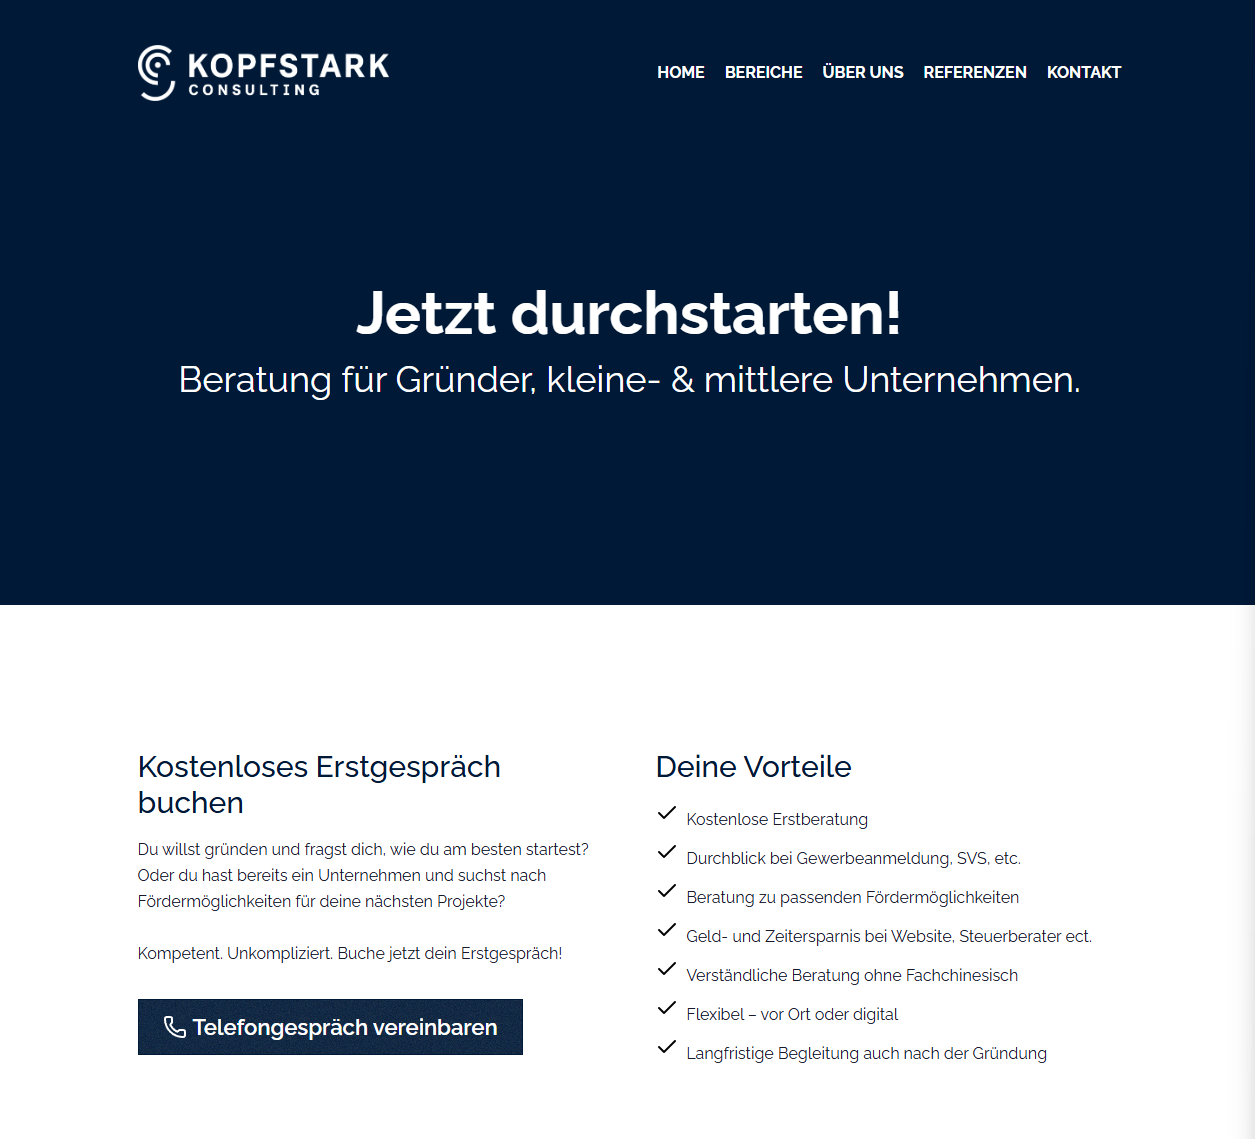 KOPFSTARK
CONSULTING
HOME BEREICHE ÜBER UNS REFERENZEN KONTAKT
Jetzt durchstarten!
Beratung für Gründer, kleine- & mittlere Unternehmen.
Kostenloses Erstgespräch
buchen
Du willst gründen und fragst dich, wie du am besten startest?
Oder du hast bereits ein Unternehmen und suchst nach
Fördermöglichkeiten für deine nächsten Projekte?
Kompetent. Unkompliziert. Buche jetzt dein Erstgespräch!
Telefongespräch vereinbaren
Deine Vorteile
Kostenlose Erstberatung
Durchblick bei Gewerbeanmeldung, SVS, etc.
Beratung zu passenden Fördermöglichkeiten
Geld- und Zeitersparnis bei Website, Steuerberater ect.
Verständliche Beratung ohne Fachchinesisch
Flexibel – vor Ort oder digital
Langfristige Begleitung auch nach der Gründung